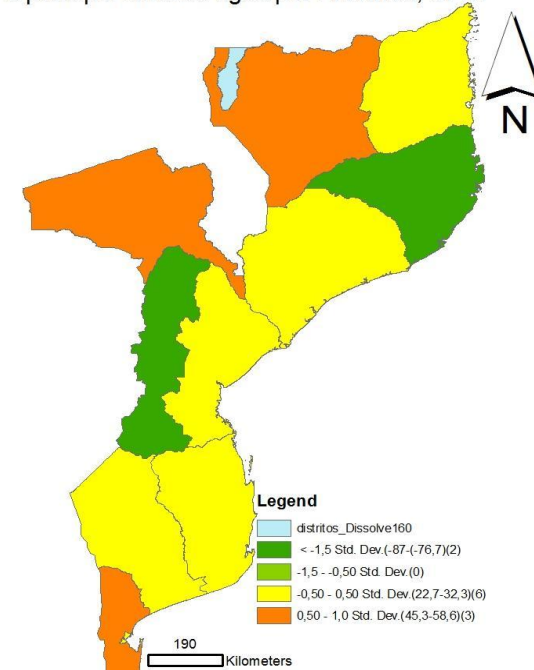 N
Legend
distritos_Dissolve160
< -1,5 Std. Dev.(-87-(-76,7)(2)
-1,5 - -0,50 Std. Dev.(0)
-0,50 - 0,50 Std. Dev.(22,7-32,3)(6)
0,50 - 1,0 Std. Dev.(45,3-58,6)(3)
190
Kilometers